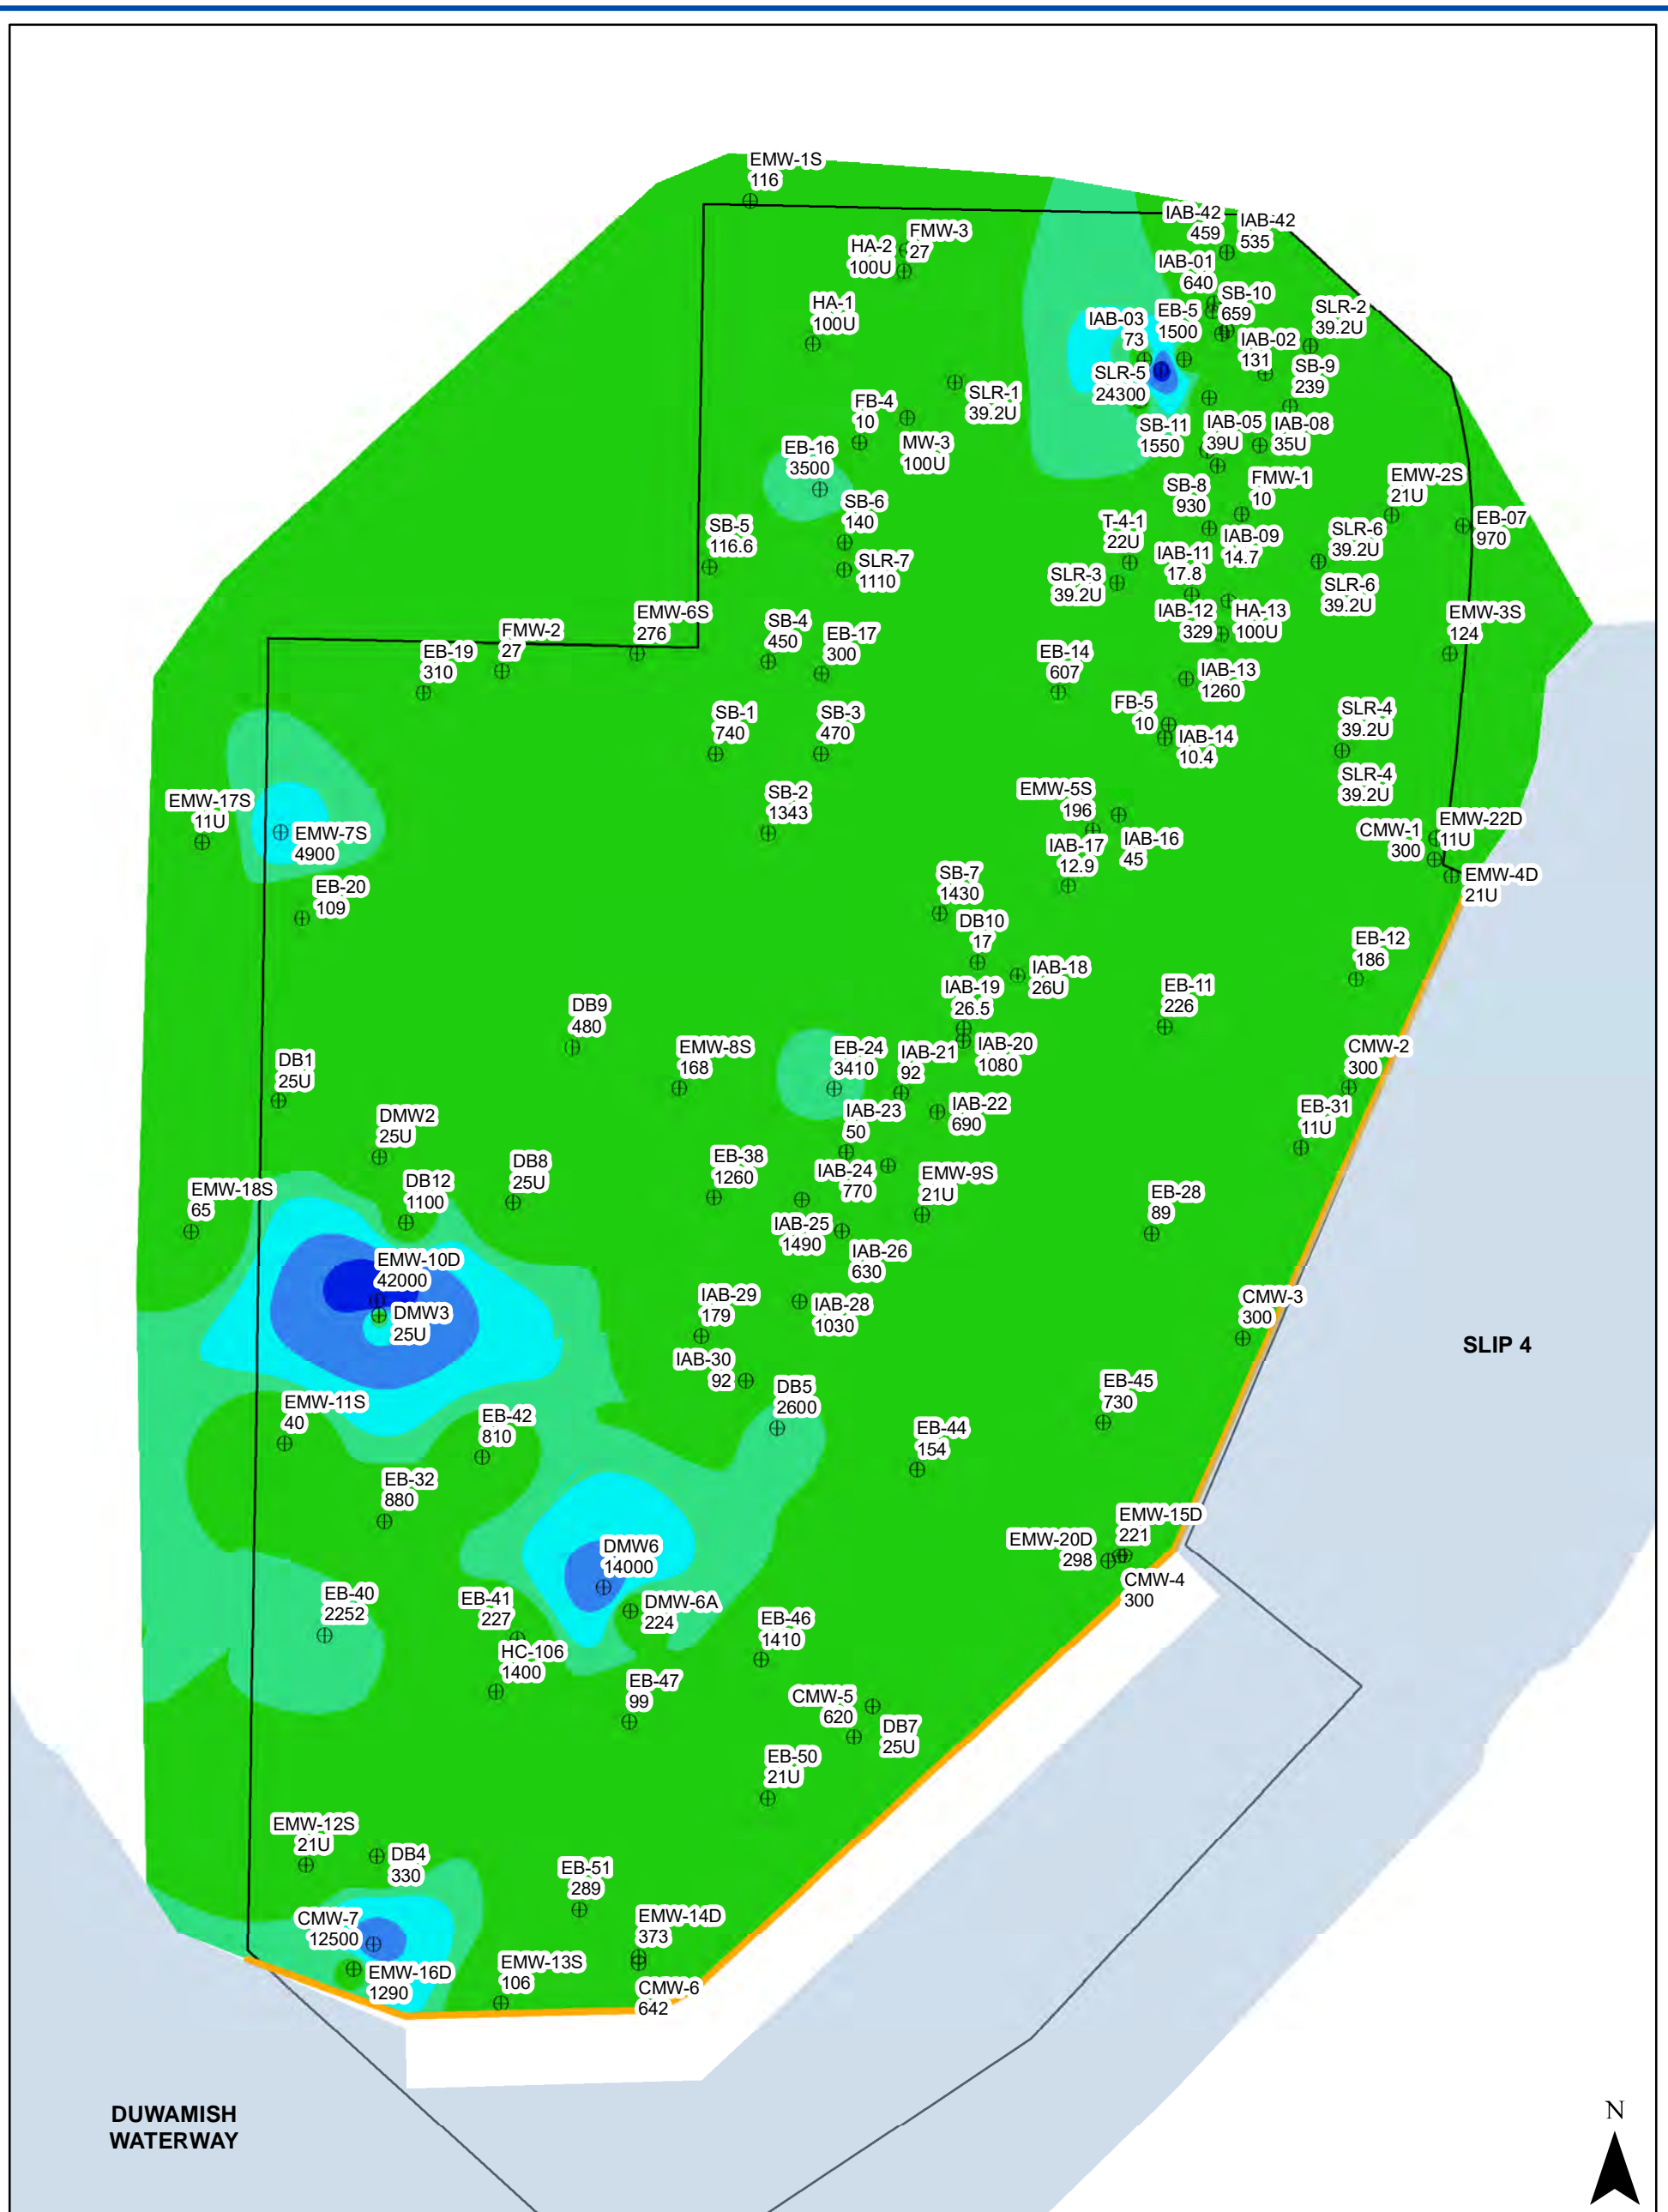 EMW-1S
116
IAB-42
459
IAB-42
535
FMW-3
27
HA-2
100U
IAB-01
640
SB-10
659
HA-1
100U
SLR-2
39.2U
IAB-03
73
EB-5
1500
IAB-02
131
SB-9
239
SLR-5
24300
SLR-1
39.2U
FB-4
10
MW-3
100U
SB-11
1550
IAB-05
39U
IAB-08
35U
EB-16
3500
SB-8
930
FMW-1
10
EMW-2S
21U
SB-6
140
SB-5
116.6
T-4-1
22U
IAB-09
14.7
SLR-6
39.2U
EB-07
970
SLR-7
1110
IAB-11
17.8
SLR-3
39.2U
SLR-6
39.2U
IAB-12
329
HA-13
100U
EMW-3S
124
EMW-6S
276
SB-4
450
EB-17
300
FMW-2
27
EB-19
310
EB-14
607
IAB-13
1260
SB-1
740
SB-3
470
FB-5
10
SLR-4
39.2U
IAB-14
10.4
SLR-4
39.2U
EMW-17S
11U
EMW-7S
4900
SB-2
1343
EMW-5S
196
IAB-16
45
IAB-17
12.9
CMW-1
300
EMW-22D
11U
EMW-4D
21U
EB-20
109
SB-7
1430
DB10
17
EB-12
186
IAB-18
26U
IAB-19
26.5
EB-11
226
DB9
480
IAB-20
1080
EMW-8S
168
EB-24
3410
IAB-21
92
CMW-2
300
DB1
25U
IAB-22
690
IAB-23
50
EB-31
11U
DMW2
25U
EB-38
1260
IAB-24
770
EMW-9S
21U
DB8
25U
DB12
1100
EMW-18S
65
EB-28
89
IAB-25
1490
IAB-26
630
EMW-10D
42000
DMW3
25U
IAB-29
179
IAB-28
1030
CMW-3
300
SLIP 4
IAB-30
92
DB5
2600
EB-45
730
EMW-11S
40
EB-42
810
EB-44
154
EB-32
880
EMW-15D
221
EMW-20D
298
CMW-4
300
DMW6
14000
EB-40
2252
EB-41
227
DMW-6A
224
EB-46
1410
HC-106
1400
EB-47
99
CMW-5
620
DB7
25U
EB-50
21U
EMW-12S
21U
DB4
330
EB-51
289
CMW-7
12500
EMW-14D
373
EMW-16D
1290
EMW-13S
106
CMW-6
642
DUWAMISH
WATERWAY
N